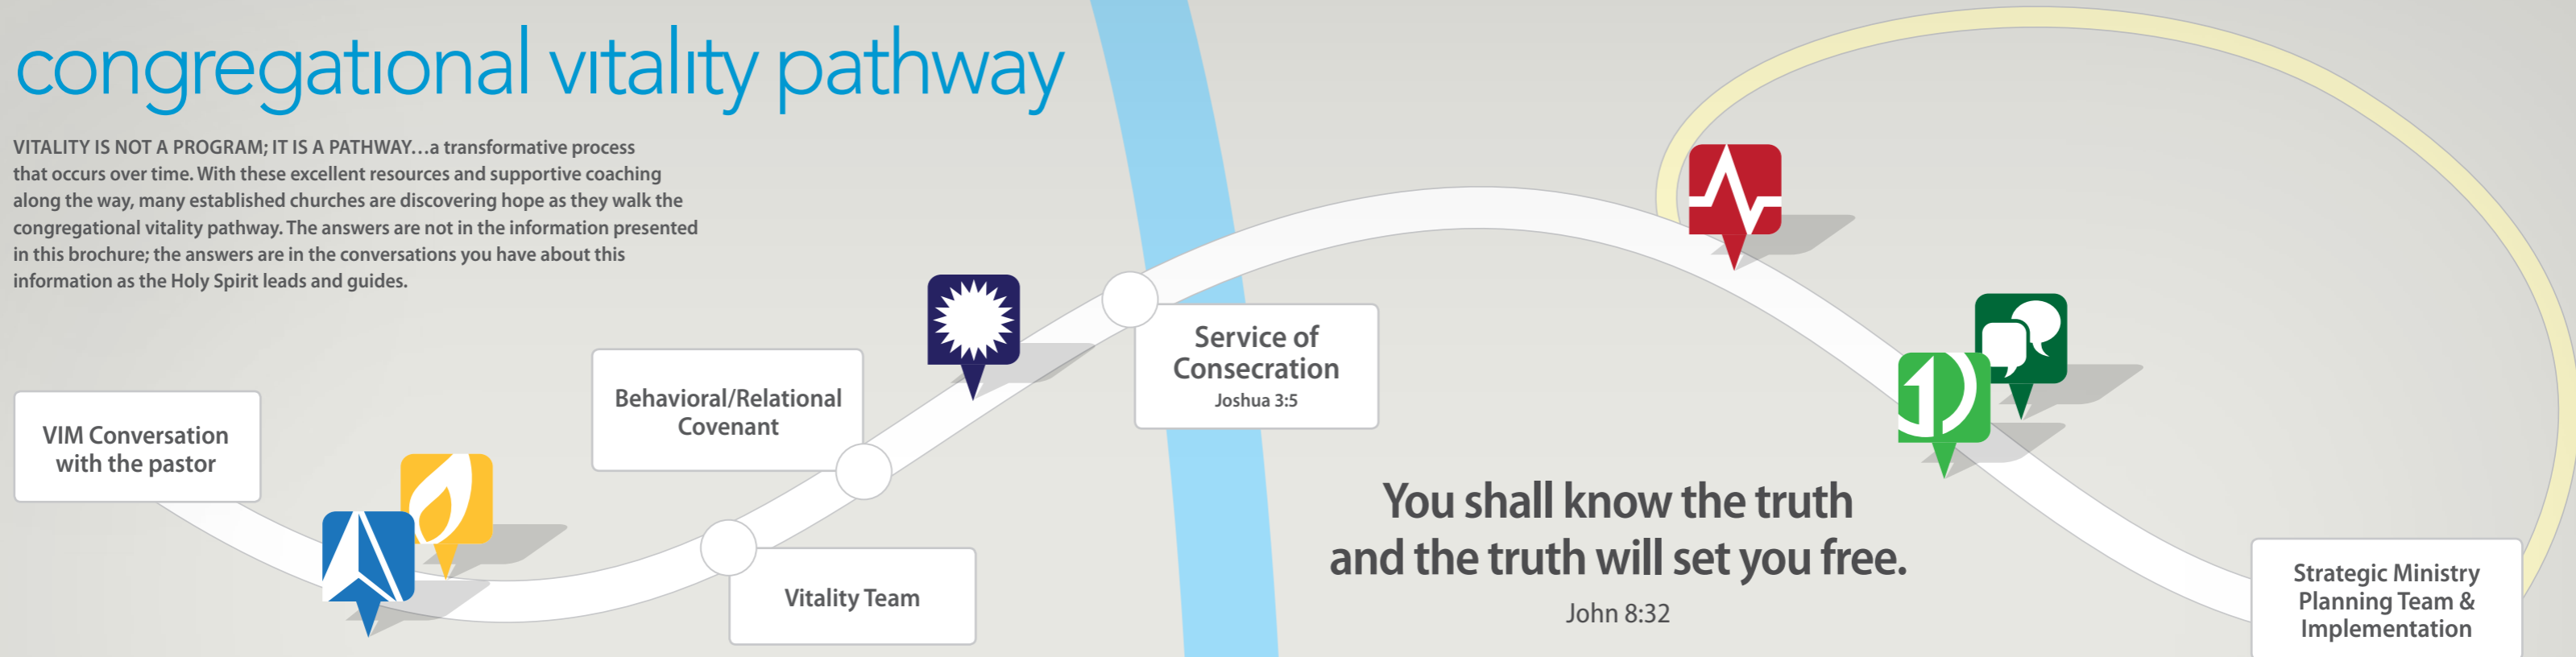 congregational vitality pathway
VITALITY IS NOT A PROGRAM; IT IS A PATHWAY…a transformative process
that occurs over time. With these excellent resources and supportive coaching
along the way, many established churches are discovering hope as they walk the
congregational vitality pathway. The answers are not in the information presented
in this brochure; the answers are in the conversations you have about this
information as the Holy Spirit leads and guides.
VIM Conversation
with the pastor
Behavioral/Relational
Covenant
Vitality Team
Service of
Consecration
Joshua 3:5
You shall know the truth
and the truth will set you free.
John 8:32
Strategic Ministry
Planning Team &
Implementation